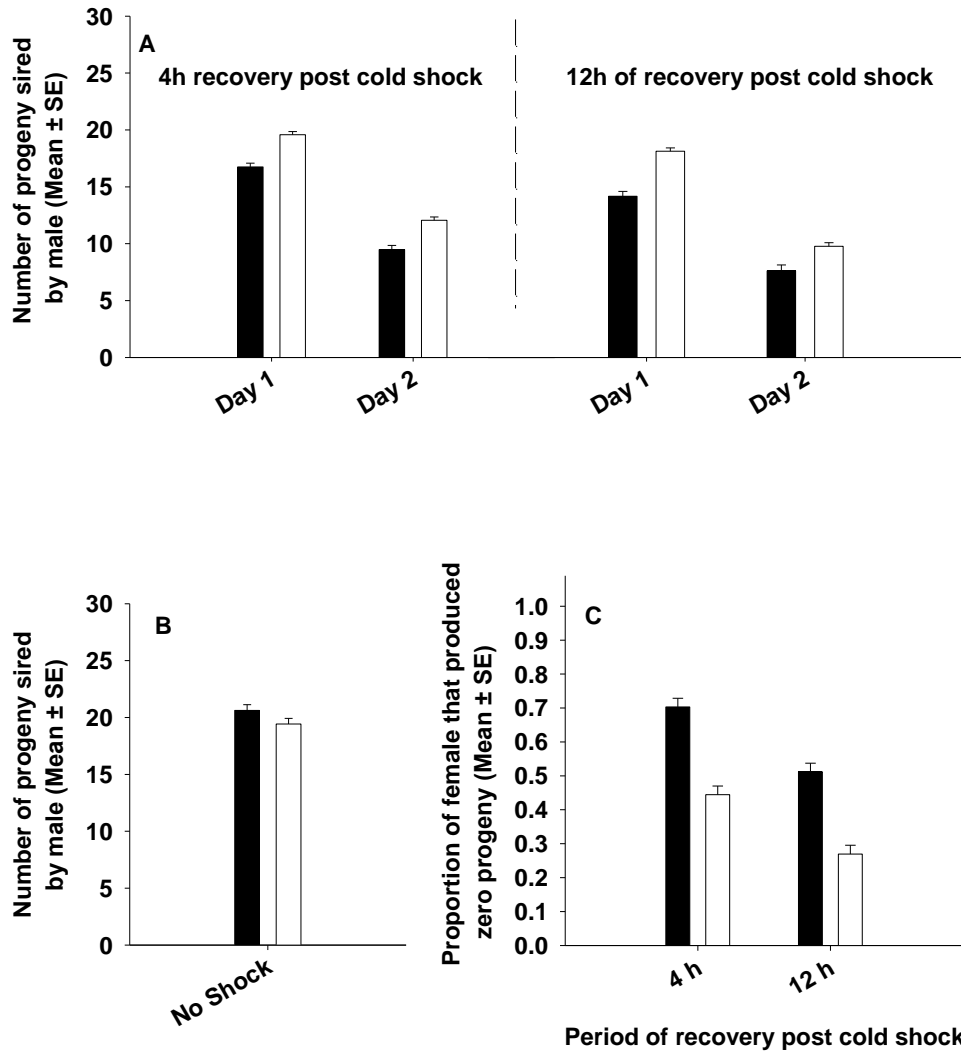 A
4h recovery post cold shock
12h of recovery post cold shock
Number of progeny sired
by male (Mean ± SE)
30
25
20
15
10
5
0
Day 1
Day 2
Day 1
Day 2
B
Number of progeny sired
by male (Mean ± SE)
30
25
20
15
10
5
0
No Shock
C
Proportion of female that produced
zero progeny (Mean ± SE)
1.0
0.9
0.8
0.7
0.6
0.5
0.4
0.3
0.2
0.1
0.0
4 h
12 h
Period of recovery post cold shock